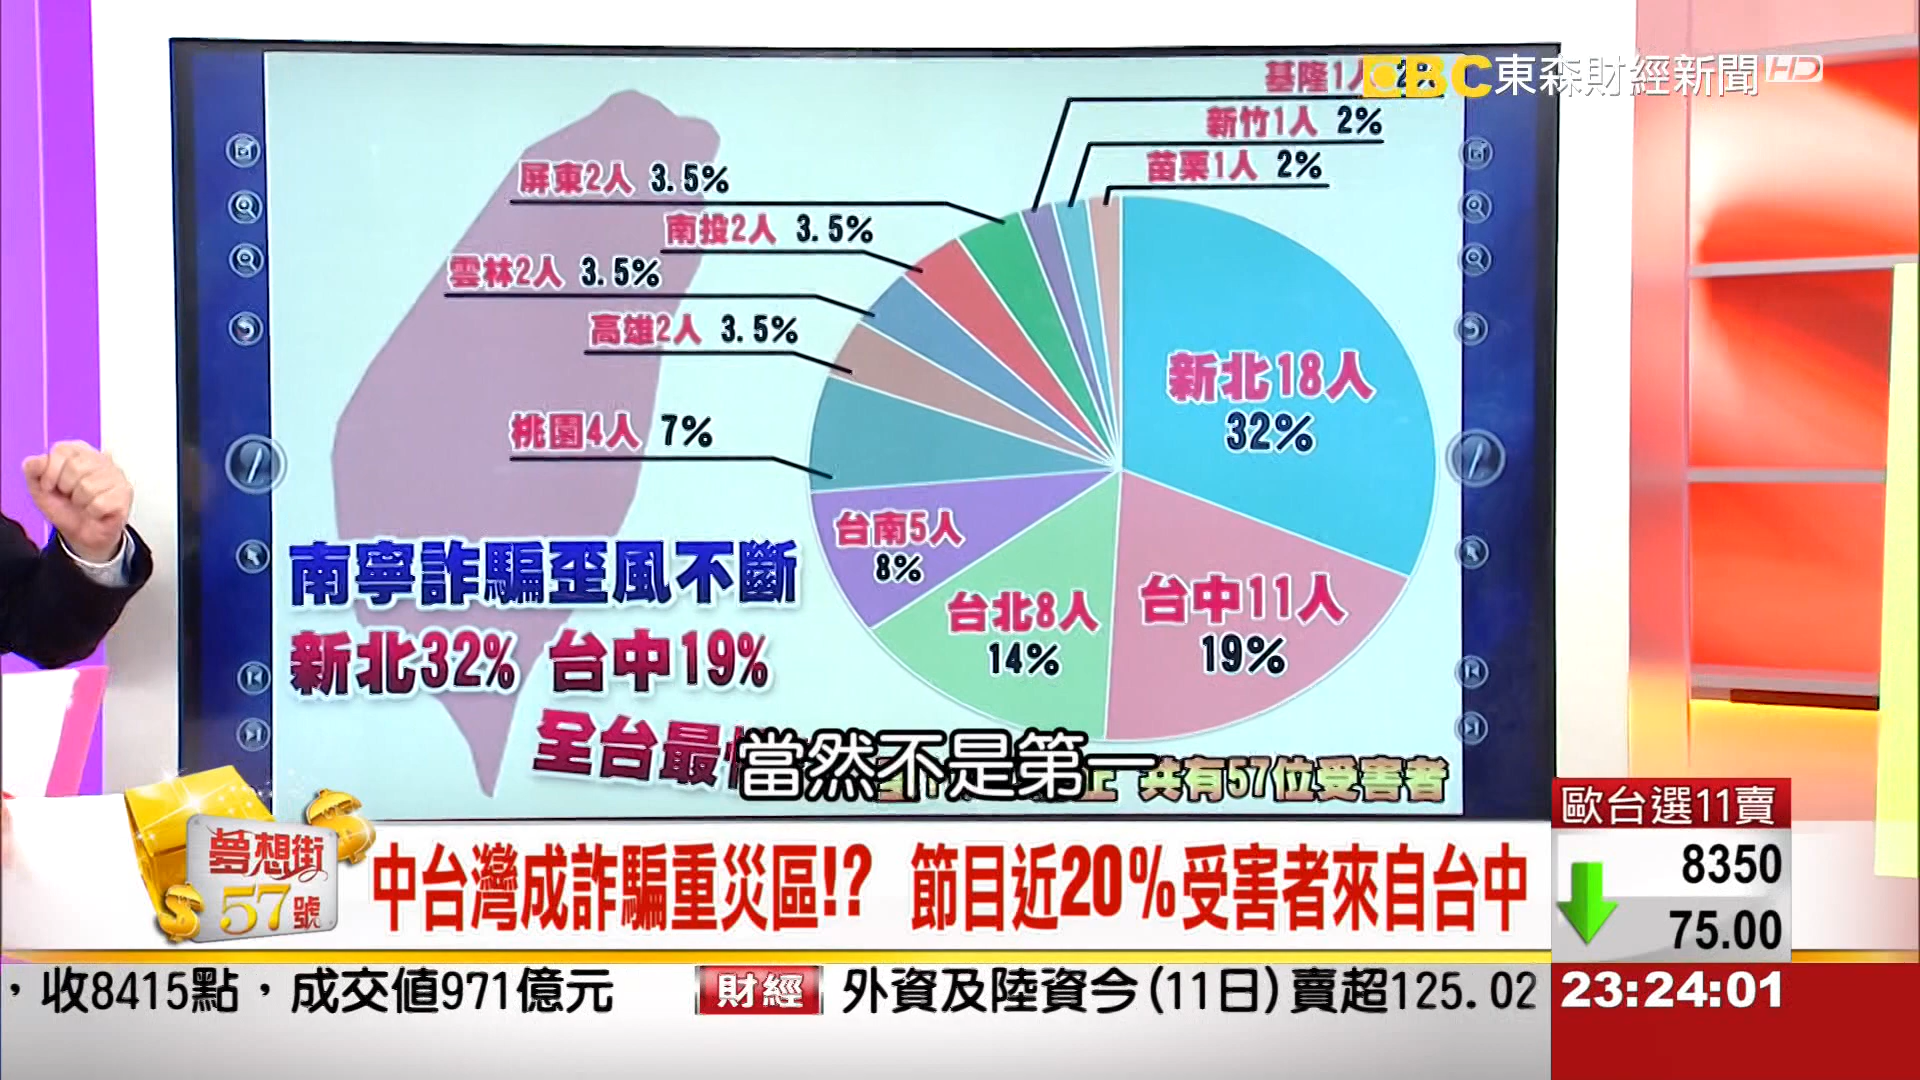 EBC東森財經新聞HD
基隆1人 2%
新竹1人 2%
苗栗1人 2%
屏東2人 3.5%
南投2人 3.5%
雲林2人 3.5%
高雄2人 3.5%
桃園4人 7%
新北18人
32%
台中11人
19%
台北8人
14%
台南5人
8%
南寧詐騙歪風不斷
新北32% 台中19%
全台最
共有57位受害者
當然不是第一
夢想街
57號
中台灣成詐騙重災區!? 節目近20%受害者來自台中
歐台選11賣
8350
75.00
，收8415點，成交值971億元 財經 外資及陸資今(11日)賣超125.02
23:24:01